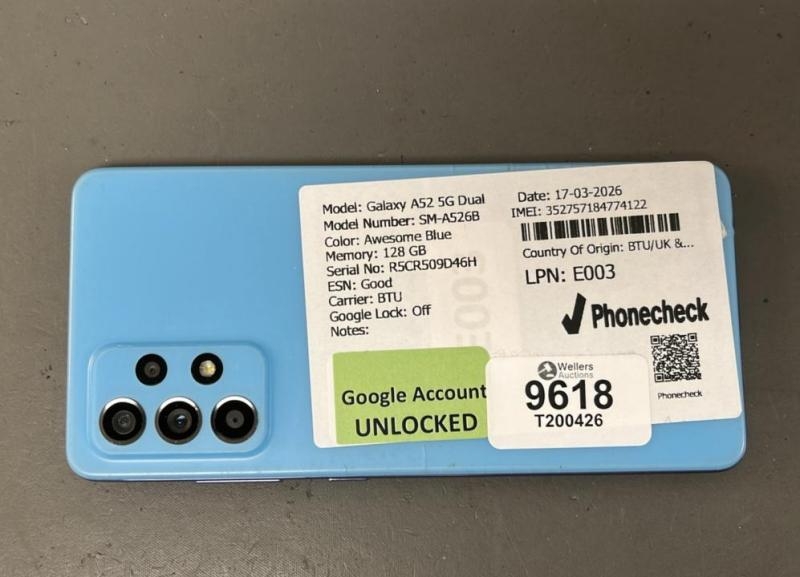 Model: Galaxy A52 5G Dual
Model Number: SM-A526B
Color: Awesome Blue
Memory: 128 GB
Serial No: R5CR509D46H
ESN: Good
Carrier: BTU
Google Lock: Off
Notes:
Date: 17-03-2026
IMEI: 352757184774122
Country Of Origin: BTU/UK &...
LPN: E003
Phonecheck
Phonecheck
Google Account
UNLOCKED
Wellers
Auctions
9618
T200426
E003